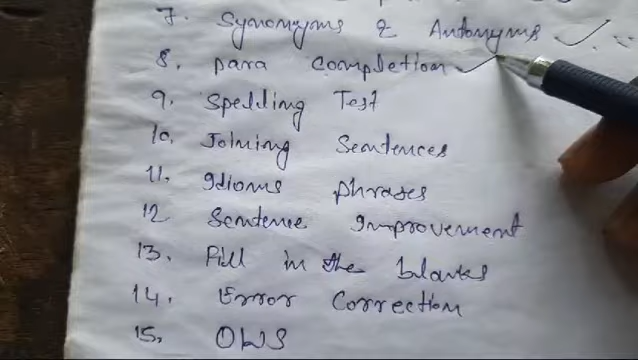 7. Synonyms & Antonyms
8. Para Completion
9. Spelling Test
10. Joining Sentences
11. Idioms phrases
12 Sentence Improvement
13. Fill in the blanks
14. Error Correction
15. OWS